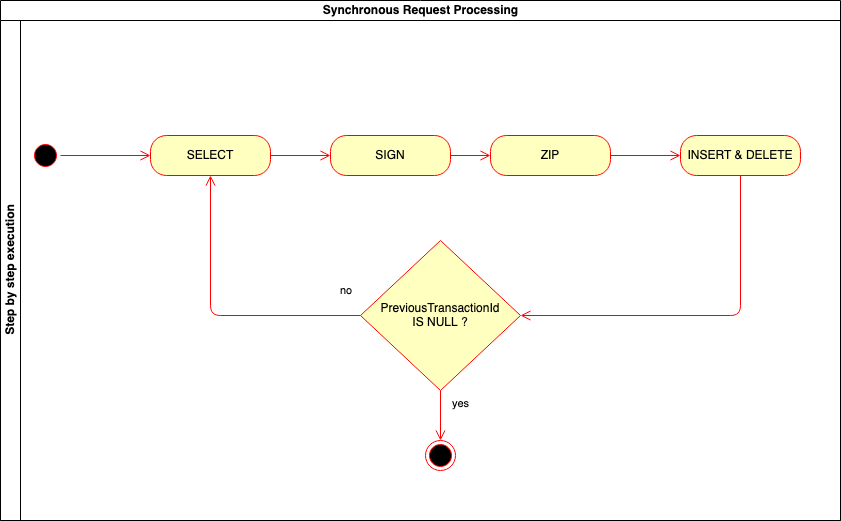 Synchronous Request Processing
Step by step execution
SELECT
SIGN
ZIP
INSERT & DELETE
no
PreviousTransactionId
IS NULL ?
yes